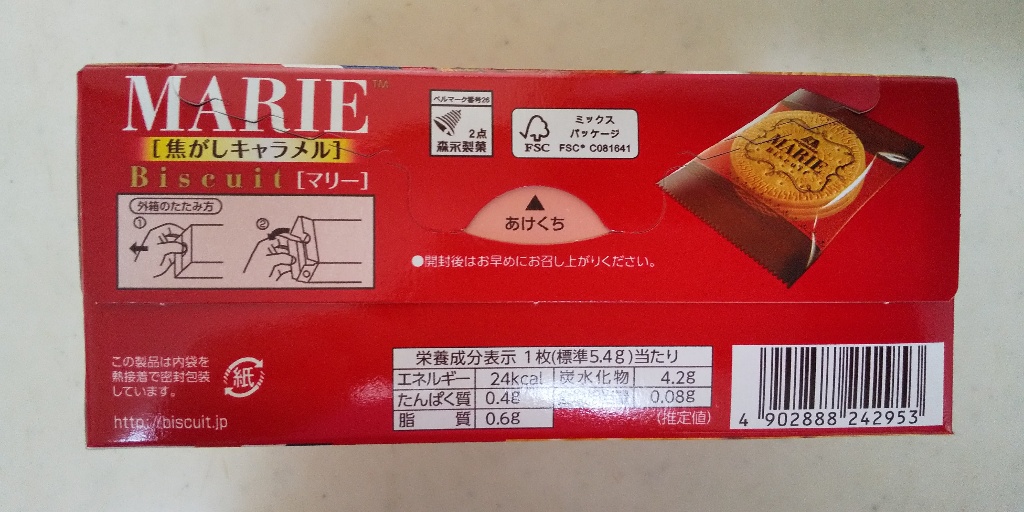 MARIE™
[焦がしキャラメル]
Biscuit [マリー]
外箱のたたみ方
① ②
ベルマーク番号26
2点
森永製菓
FSC
ミックス
パッケージ
FSC® C081641
あけくち
●開封後はお早めにお召し上がりください。
MARIE
この製品は内袋を
熱接着で密封包装
しています。
紙
http://biscuit.jp
栄養成分表示 1枚(標準5.4g)当たり
エネルギー 24kcal 炭水化物 4.2g
たんぱく質 0.4g 0.08g
脂質 0.6g (推定値)
4 902888 242953